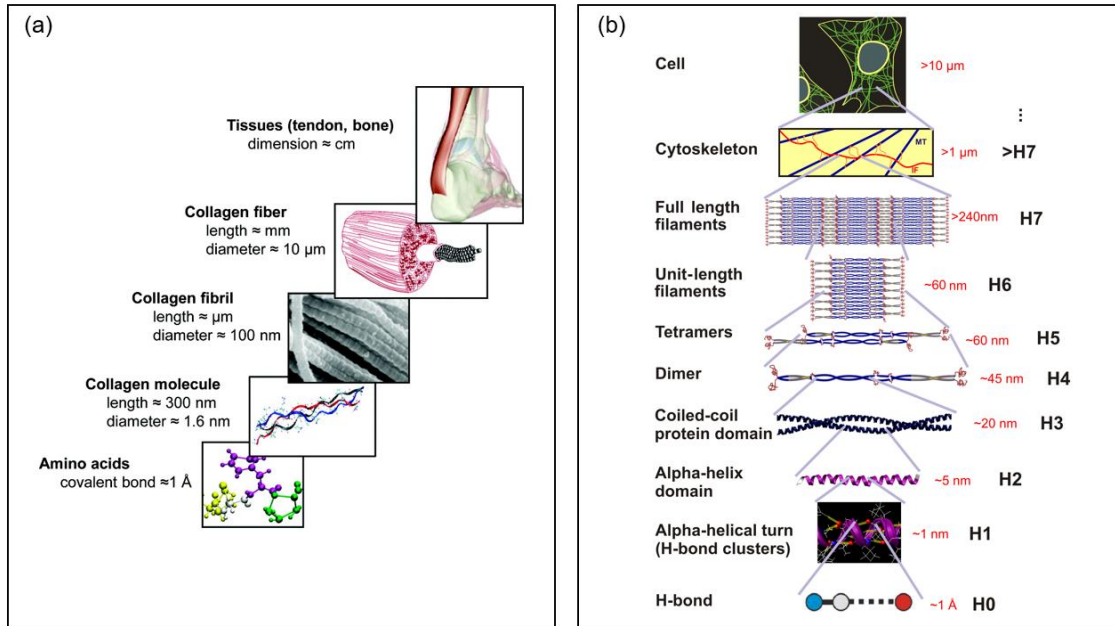 (a)
Tissues (tendon, bone)
dimension ≈ cm
Collagen fiber
length ≈ mm
diameter ≈ 10 µm
Collagen fibril
length ≈ µm
diameter ≈ 100 nm
Collagen molecule
length ≈ 300 nm
diameter ≈ 1.6 nm
Amino acids
covalent bond ≈1 Å
(b)
Cell >10 µm
⋮
Cytoskeleton MT IF >1 µm >H7
Full length
filaments >240nm H7
Unit-length
filaments ~60 nm H6
Tetramers ~60 nm H5
Dimer ~45 nm H4
Coiled-coil
protein domain ~20 nm H3
Alpha-helix
domain ~5 nm H2
Alpha-helical turn
(H-bond clusters) ~1 nm H1
H-bond ~1 Å H0